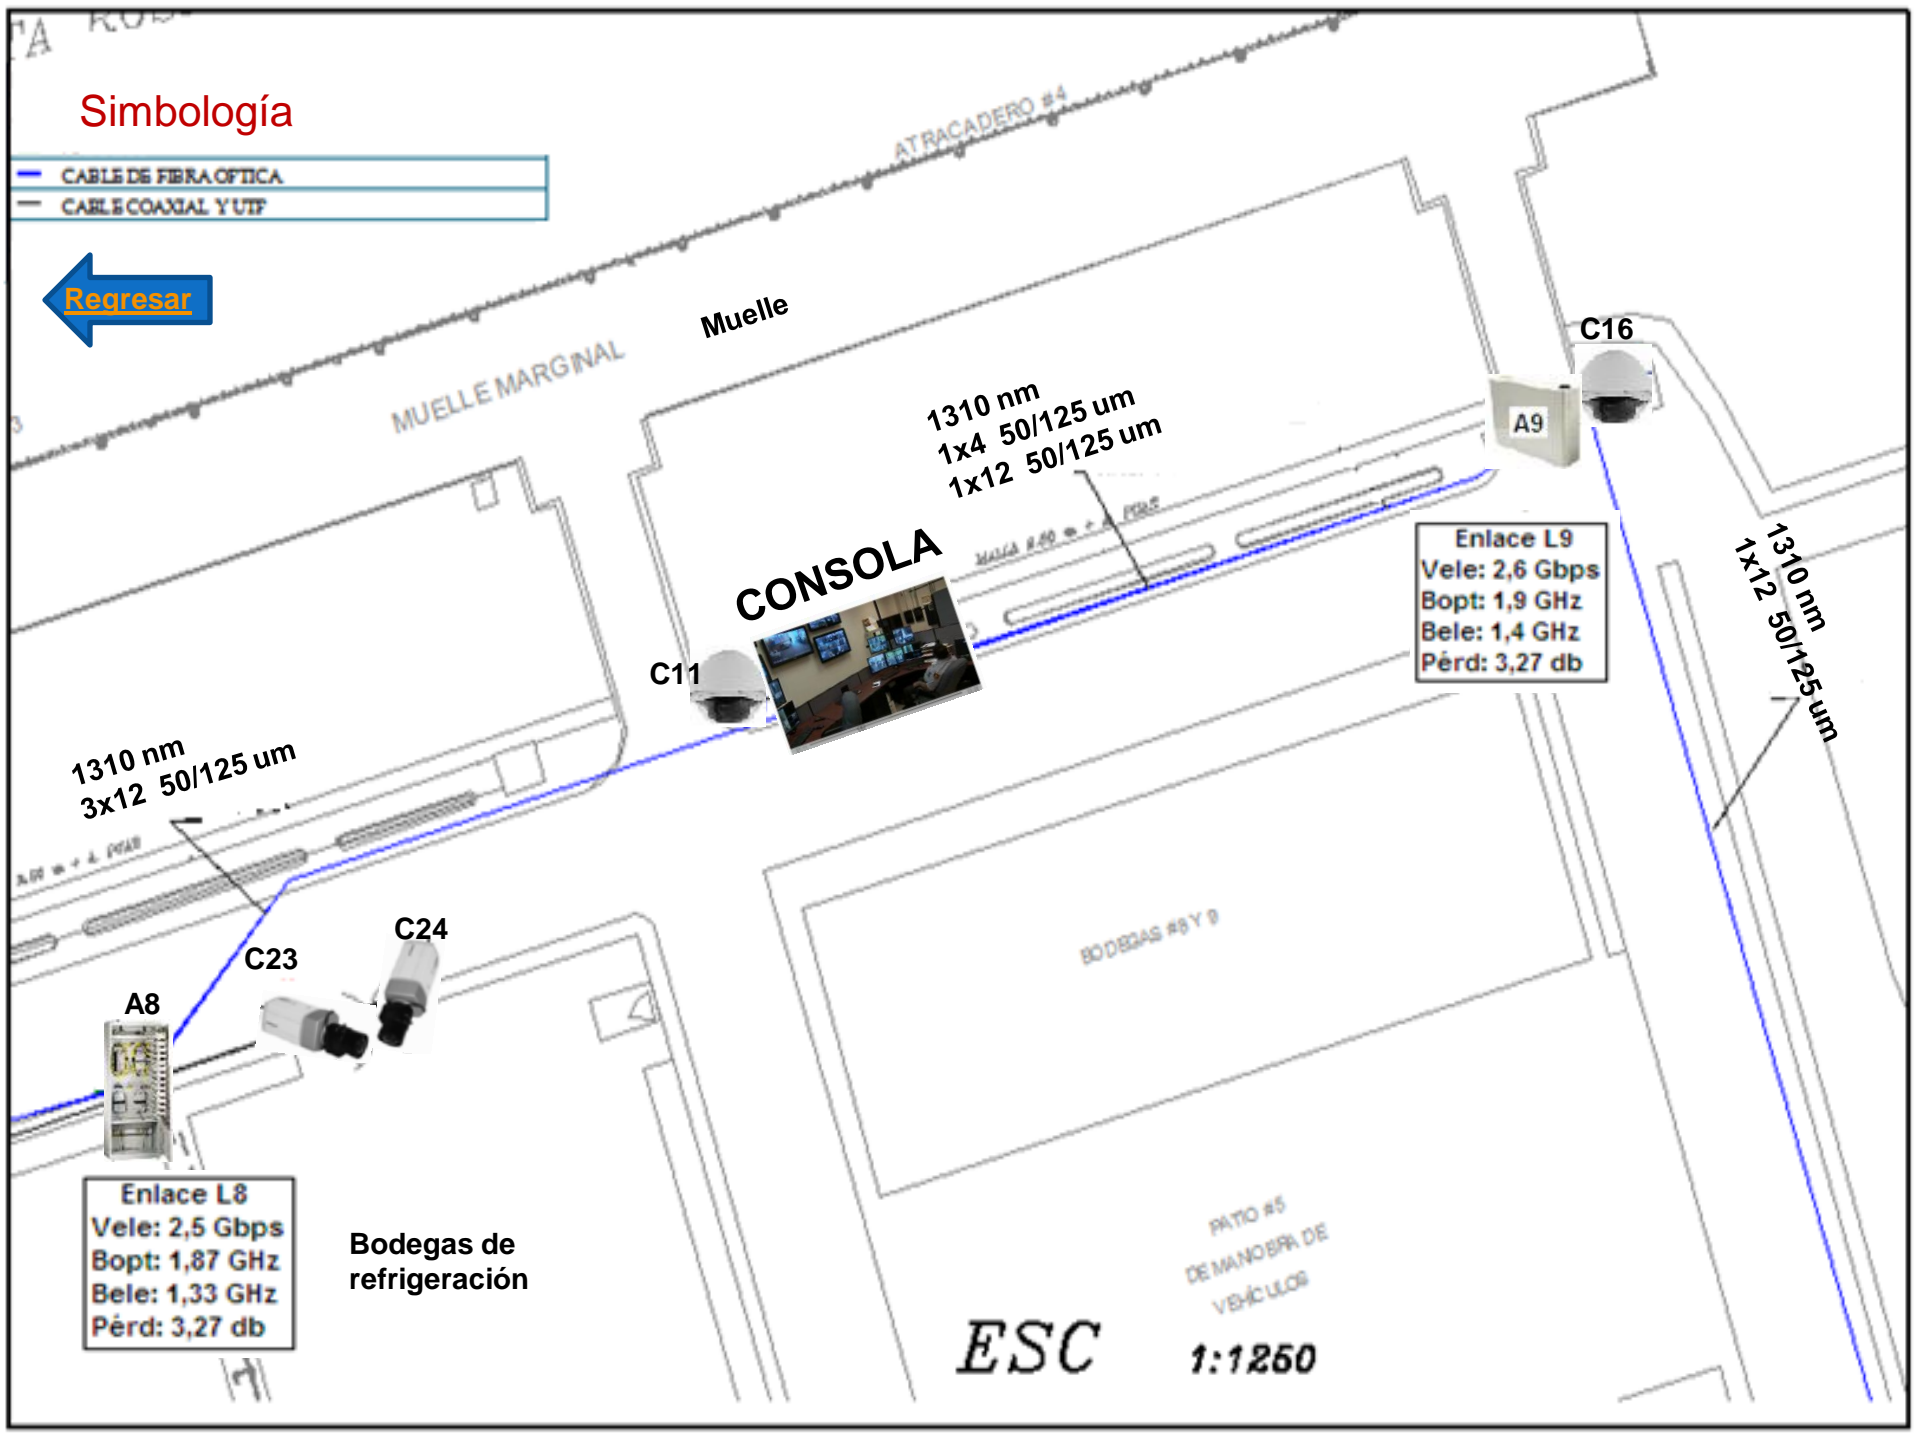 TA
Simbología
CABLE DE FIBRA OPTICA
CABLE COAXIAL Y UTP
Regresar
ATRACADERO #4
Muelle
MUELLE MARGINAL
3
C16
A9
1310 nm
1x4 50/125 um
1x12 50/125 um
CONSOLA
C11
Enlace L9
Vele: 2,6 Gbps
Bopt: 1,9 GHz
Bele: 1,4 GHz
Pérd: 3,27 db
1310 nm
1x12 50/125 um
1310 nm
3x12 50/125 um
C24
C23
A8
BODEGAS #8 Y 9
Enlace L8
Vele: 2,5 Gbps
Bopt: 1,87 GHz
Bele: 1,33 GHz
Pérd: 3,27 db
Bodegas de
refrigeración
PATIO #5
DE MANIOBRA DE
VEHÍCULOS
ESC 1:1250